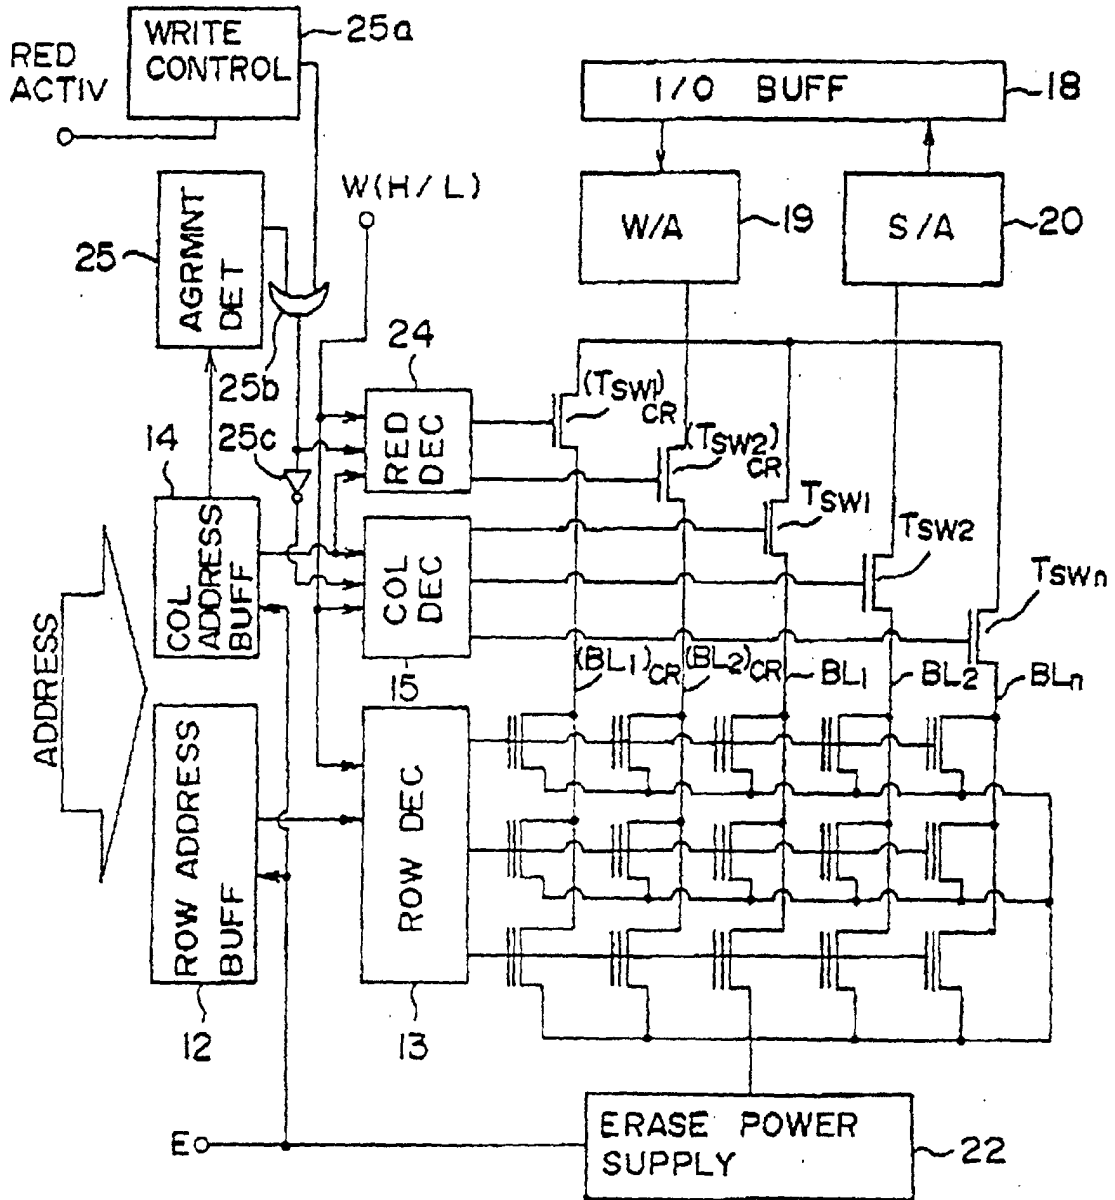 WRITE
CONTROL
25a
RED
ACTIV
I/O BUFF
18
W(H/L)
W/A
19
S/A
20
25
AGRMNT
DET
25b
24
RED
DEC
(TSW1)CR
(TSW2)CR
14
25c
TSW1
TSW2
TSWn
COL
ADDRESS
BUFF
COL
DEC
15
(BL1)CR
(BL2)CR
BL1
BL2
BLn
ADDRESS
ROW ADDRESS
BUFF
12
ROW DEC
13
E
ERASE POWER
SUPPLY
22